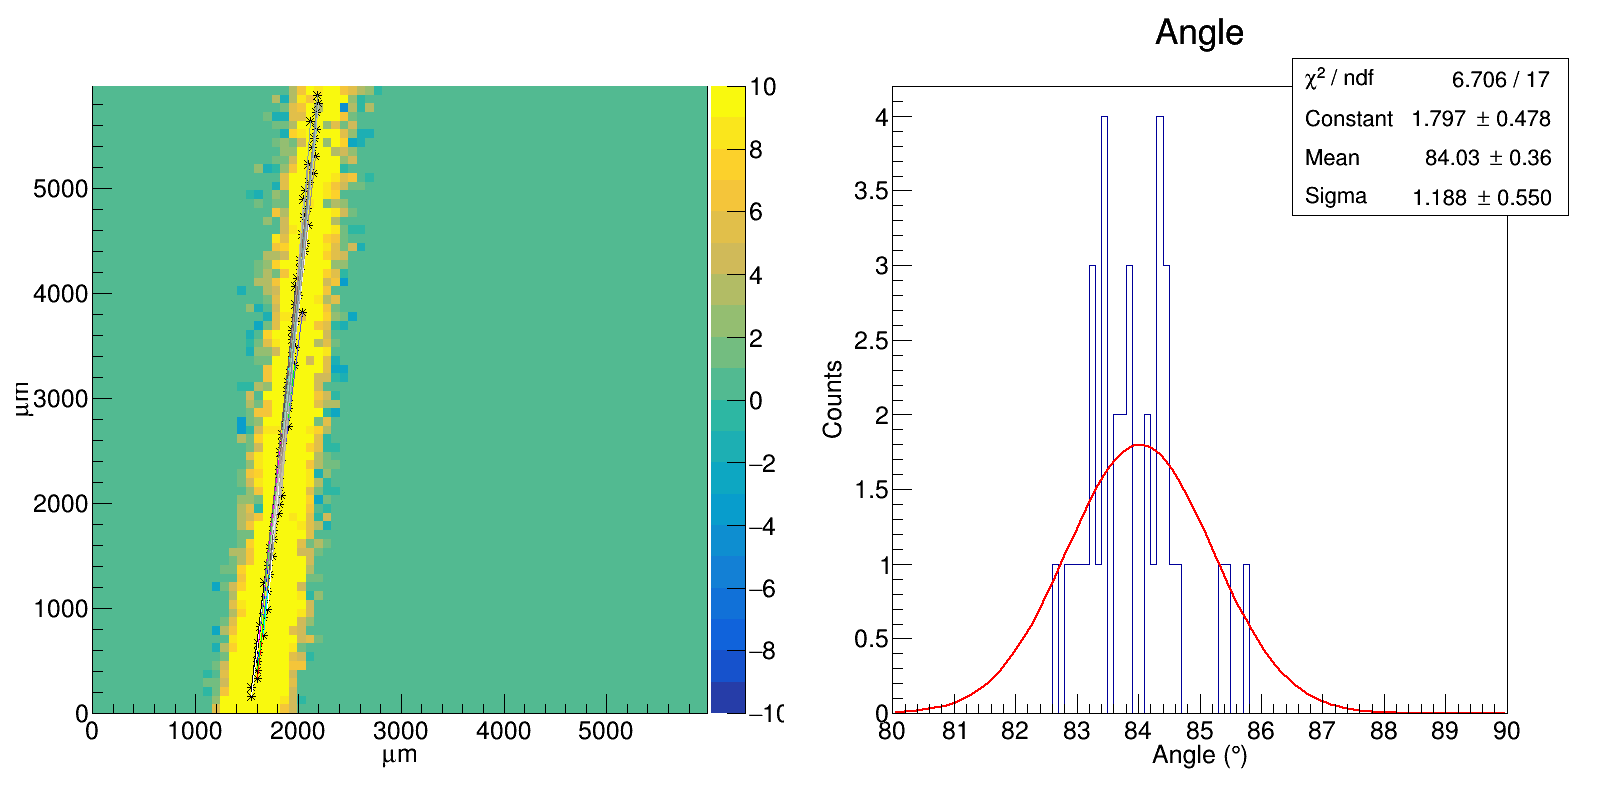 Angle
χ² / ndf 6.706 / 17
Constant 1.797 ± 0.478
Mean 84.03 ± 0.36
Sigma 1.188 ± 0.550
5000
4000
3000
2000
1000
0
μm
0 1000 2000 3000 4000 5000
μm
10
8
6
4
2
0
−2
−4
−6
−8
−10
4
3.5
3
2.5
2
1.5
1
0.5
0
Counts
80 81 82 83 84 85 86 87 88 89 90
Angle (°)